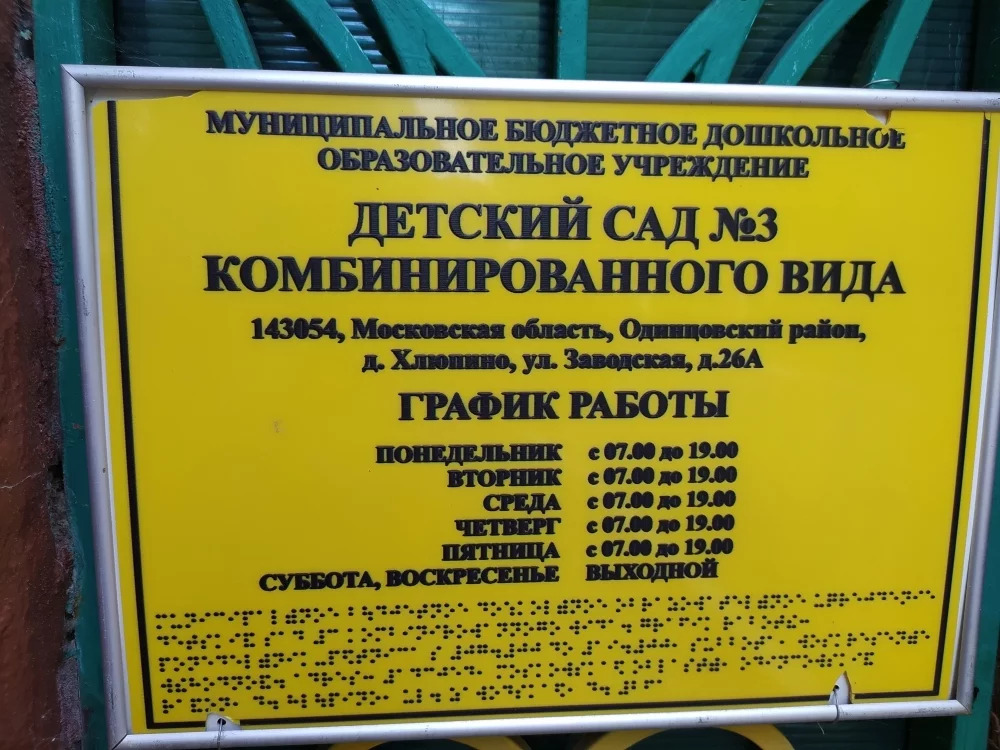 МУНИЦИПАЛЬНОЕ БЮДЖЕТНОЕ ДОШКОЛЬНОЕ
ОБРАЗОВАТЕЛЬНОЕ УЧРЕЖДЕНИЕ
ДЕТСКИЙ САД №3
КОМБИНИРОВАННОГО ВИДА
143054, Московская область, Одинцовский район,
д. Хлюпино, ул. Заводская, д.26А
ГРАФИК РАБОТЫ
ПОНЕДЕЛЬНИК с 07.00 до 19.00
ВТОРНИК с 07.00 до 19.00
СРЕДА с 07.00 до 19.00
ЧЕТВЕРГ с 07.00 до 19.00
ПЯТНИЦА с 07.00 до 19.00
СУББОТА, ВОСКРЕСЕНЬЕ ВЫХОДНОЙ